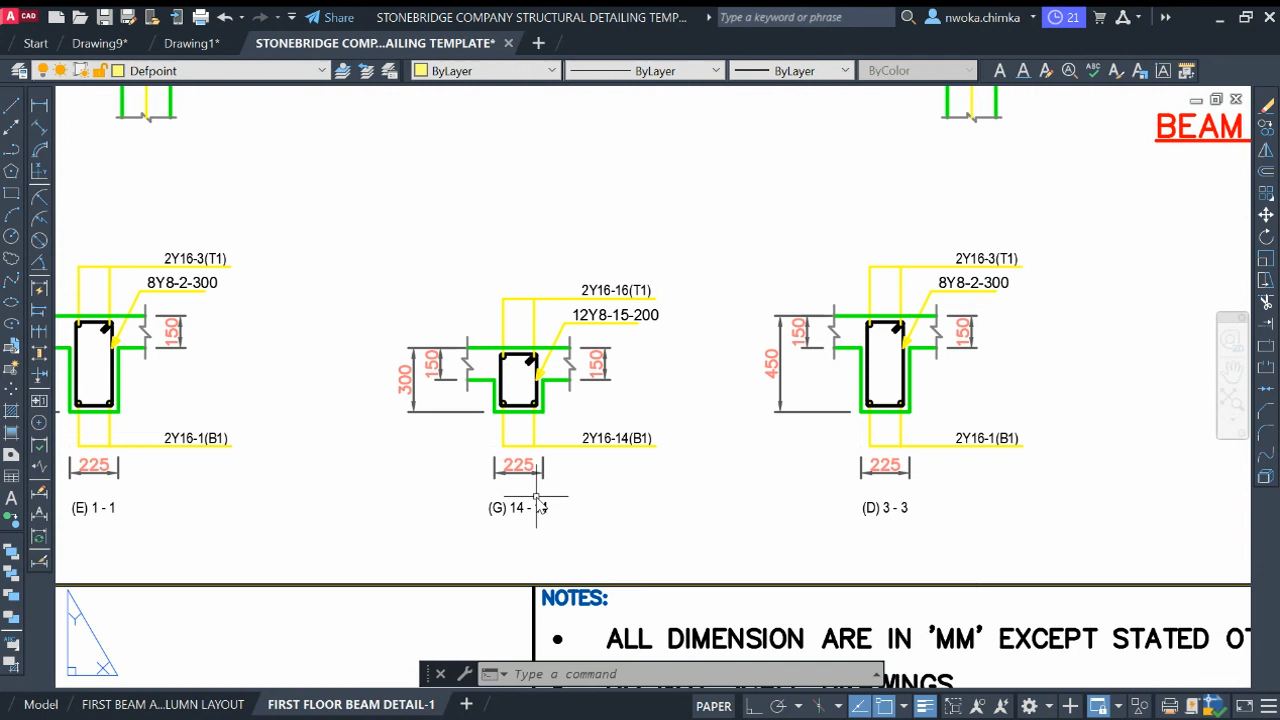 CAD
Share
STONEBRIDGE COMPANY STRUCTURAL DETAILING TEMP...
Type a keyword or phrase
nwoka.chimka
21
Start
Drawing9*
Drawing1*
STONEBRIDGE COMP...AILING TEMPLATE*
Defpoint
ByLayer
ByLayer
ByLayer
ByColor
BEAM
2Y16-3(T1)
8Y8-2-300
150
2Y16-1(B1)
225
(E) 1 - 1
2Y16-16(T1)
12Y8-15-200
300
150
150
2Y16-14(B1)
225
(G) 14 -
2Y16-3(T1)
8Y8-2-300
450
150
150
2Y16-1(B1)
225
(D) 3 - 3
Y
X
NOTES:
• ALL DIMENSION ARE IN 'MM' EXCEPT STATED OT
Type a command
Model
FIRST BEAM A...LUMN LAYOUT
FIRST FLOOR BEAM DETAIL-1
PAPER